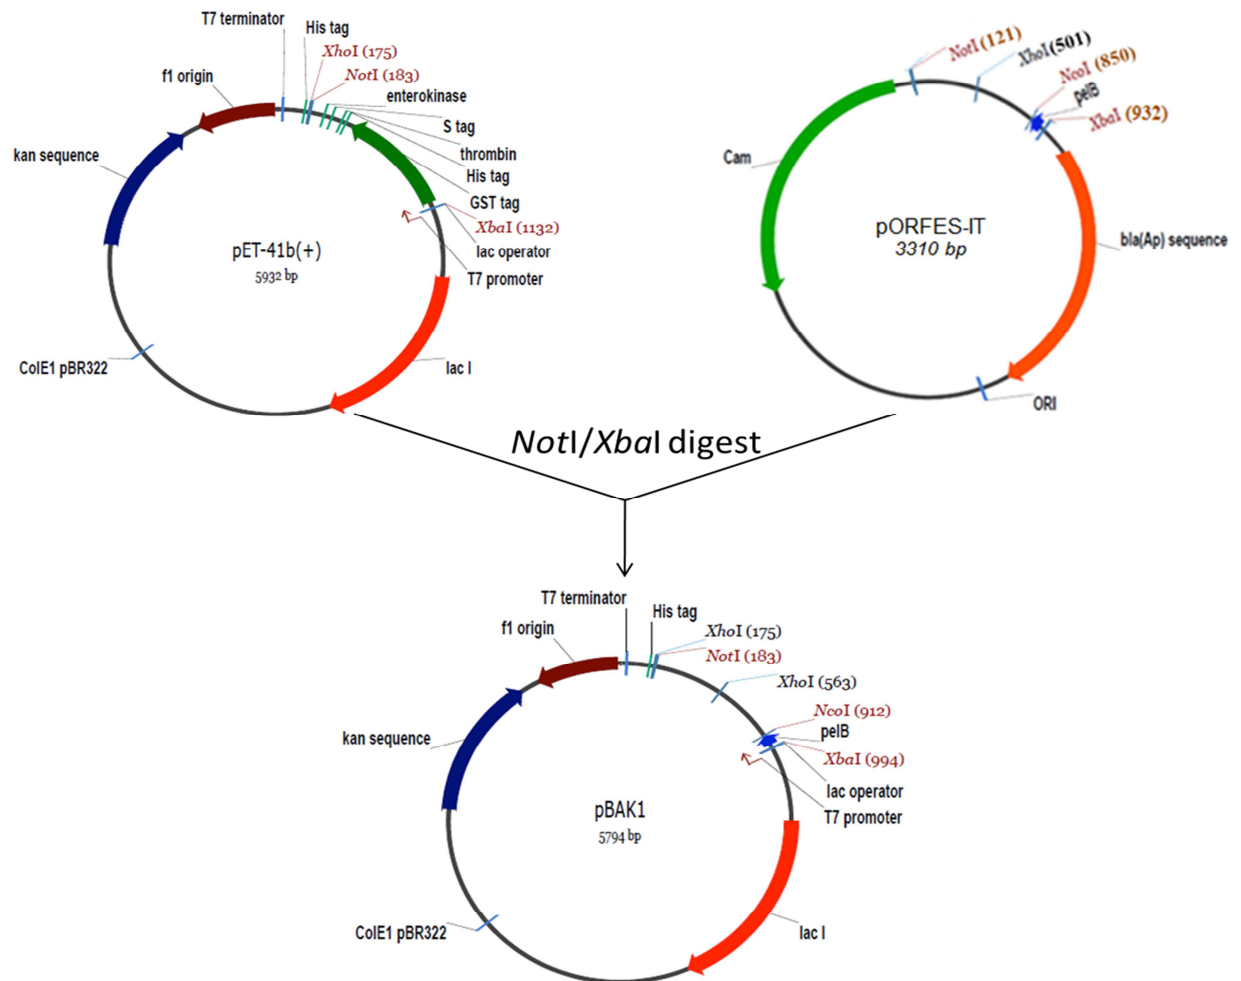 T7 terminator
His tag
XhoI (175)
NotI (183)
f1 origin
enterokinase
S tag
thrombin
His tag
GST tag
XbaI (1132)
lac operator
T7 promoter
kan sequence
pET-41b(+)
5932 bp
ColE1 pBR322
lac I
NotI (121)
XhoI (501)
NcoI (850)
pelB
XbaI (932)
Cam
pORFES-IT
3310 bp
bla(Ap) sequence
ORI
NotI/XbaI digest
T7 terminator
His tag
f1 origin
XhoI (175)
NotI (183)
XhoI (563)
NcoI (912)
pelB
XbaI (994)
lac operator
T7 promoter
kan sequence
pBAK1
5794 bp
ColE1 pBR322
lac I